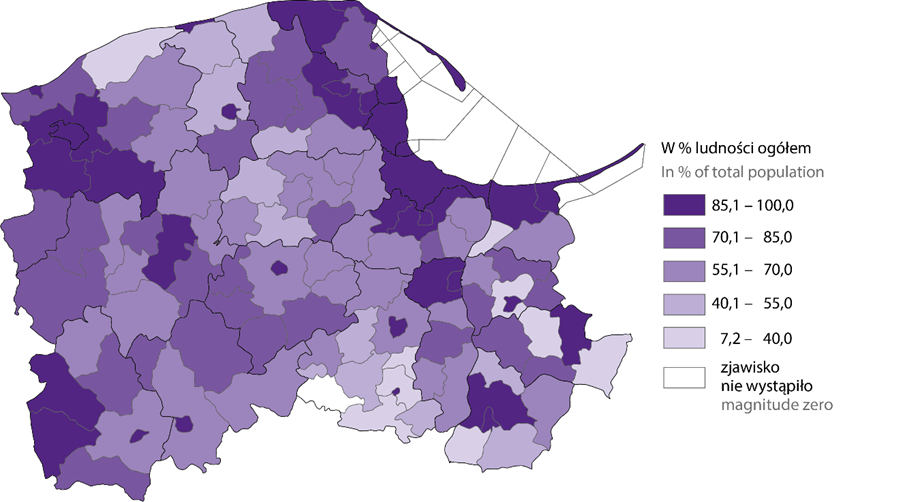 W % ludności ogółem
In % of total population
85,1 – 100,0
70,1 – 85,0
55,1 – 70,0
40,1 – 55,0
7,2 – 40,0
zjawisko
nie wystąpiło
magnitude zero